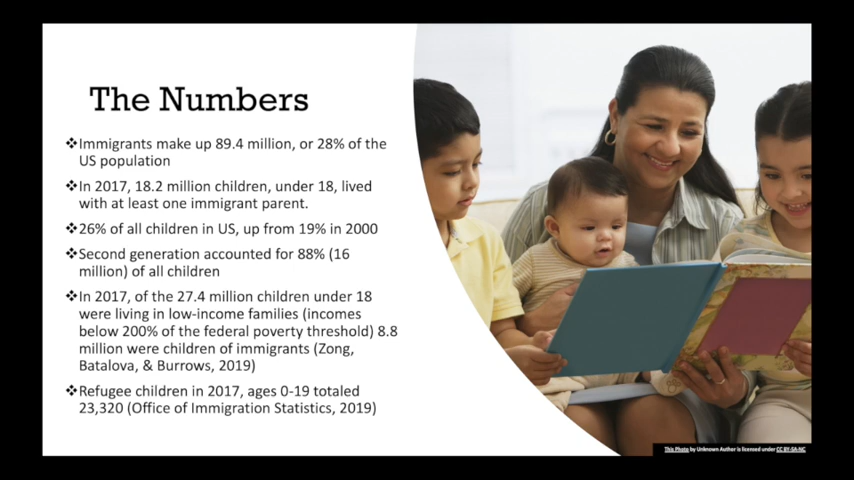 The Numbers
❖Immigrants make up 89.4 million, or 28% of the
US population
❖In 2017, 18.2 million children, under 18, lived
with at least one immigrant parent.
❖26% of all children in US, up from 19% in 2000
❖Second generation accounted for 88% (16
million) of all children
❖In 2017, of the 27.4 million children under 18
were living in low-income families (incomes
below 200% of the federal poverty threshold) 8.8
million were children of immigrants (Zong,
Batalova, & Burrows, 2019)
❖Refugee children in 2017, ages 0-19 totaled
23,320 (Office of Immigration Statistics, 2019)
This Photo by Unknown Author is licensed under CC BY-SA-NC